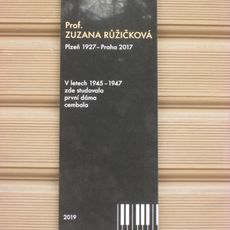 Prof.
ZUZANA RŮŽIČKOVÁ
Plzeň 1927 – Praha 2017
V letech 1945 – 1947
zde studovala
první dáma
cembala
2019